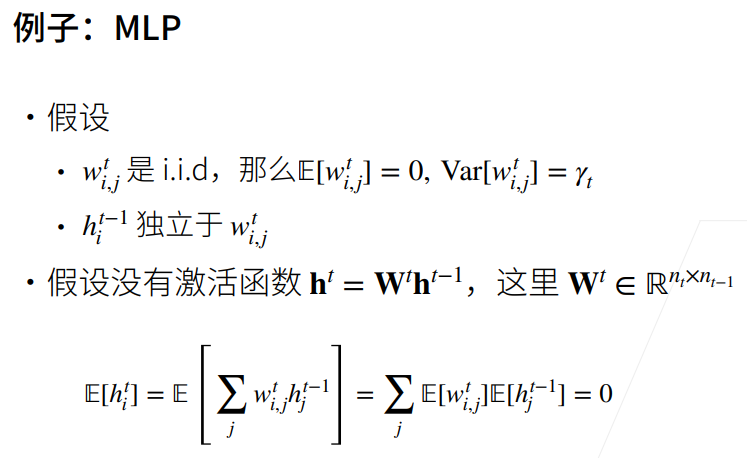 例子：MLP
• 假设
• $w_{i,j}^{t}$ 是 i.i.d，那么$\mathbb{E}[w_{i,j}^{t}] = 0$, $\mathrm{Var}[w_{i,j}^{t}] = \gamma_t$
• $h_i^{t-1}$ 独立于 $w_{i,j}^{t}$
• 假设没有激活函数 $\mathbf{h}^t = \mathbf{W}^t\mathbf{h}^{t-1}$，这里 $\mathbf{W}^t \in \mathbb{R}^{n_t \times n_{t-1}}$
$\mathbb{E}[h_i^t] = \mathbb{E}\left[\sum_j w_{i,j}^t h_j^{t-1}\right] = \sum_j \mathbb{E}[w_{i,j}^t]\mathbb{E}[h_j^{t-1}] = 0$